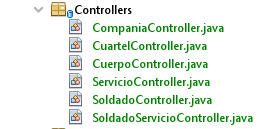 Controllers
CompaniaController.java
CuartelController.java
CuerpoController.java
ServicioController.java
SoldadoController.java
SoldadoServicioController.java